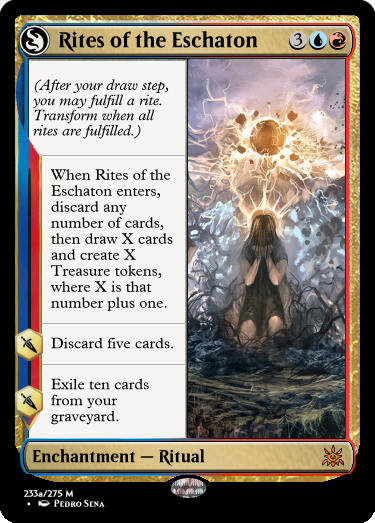 Rites of the Eschaton 3
(After your draw step,
you may fulfill a rite.
Transform when all
rites are fulfilled.)
When Rites of the
Eschaton enters,
discard any
number of cards,
then draw X cards
and create X
Treasure tokens,
where X is that
number plus one.
Discard five cards.
Exile ten cards
from your
graveyard.
Enchantment — Ritual
233a/275 M
• Pedro Sena